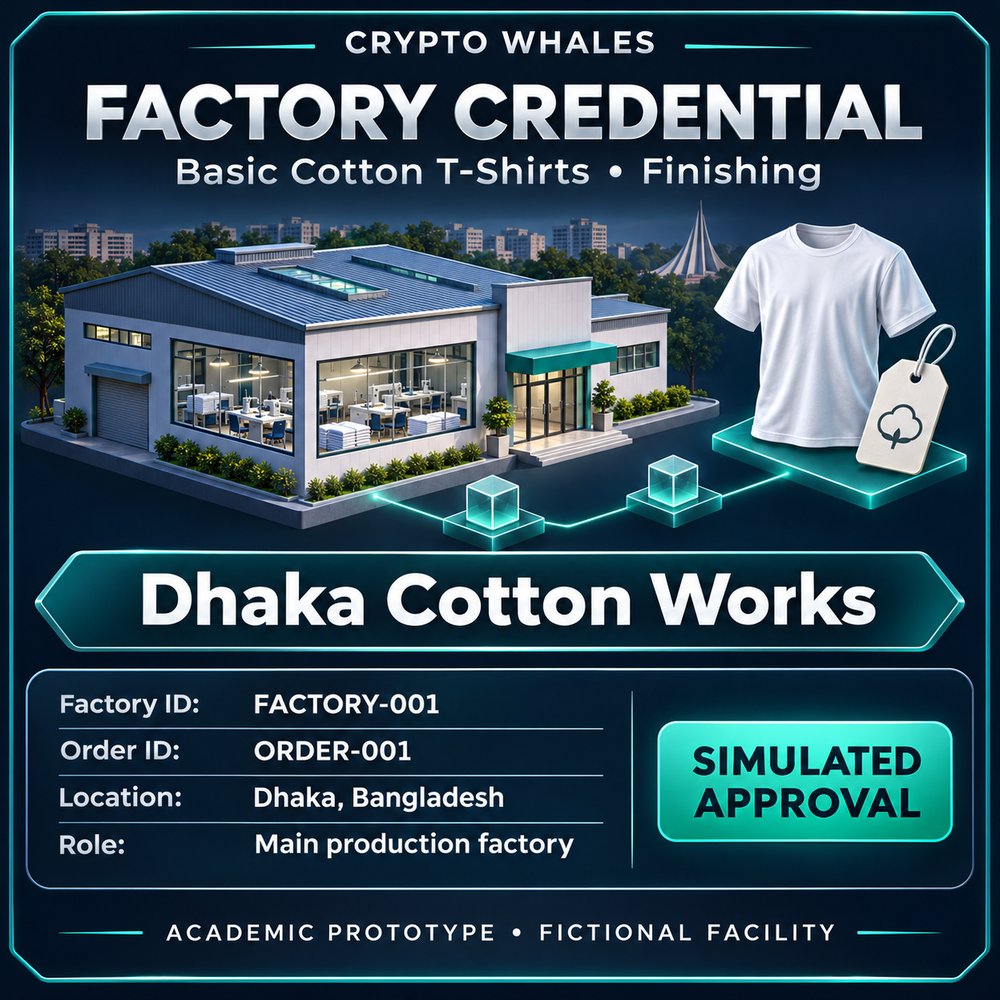 CRYPTO WHALES
FACTORY CREDENTIAL
Basic Cotton T-Shirts • Finishing
Dhaka Cotton Works
Factory ID: FACTORY-001
Order ID: ORDER-001
Location: Dhaka, Bangladesh
Role: Main production factory
SIMULATED
APPROVAL
ACADEMIC PROTOTYPE • FICTIONAL FACILITY